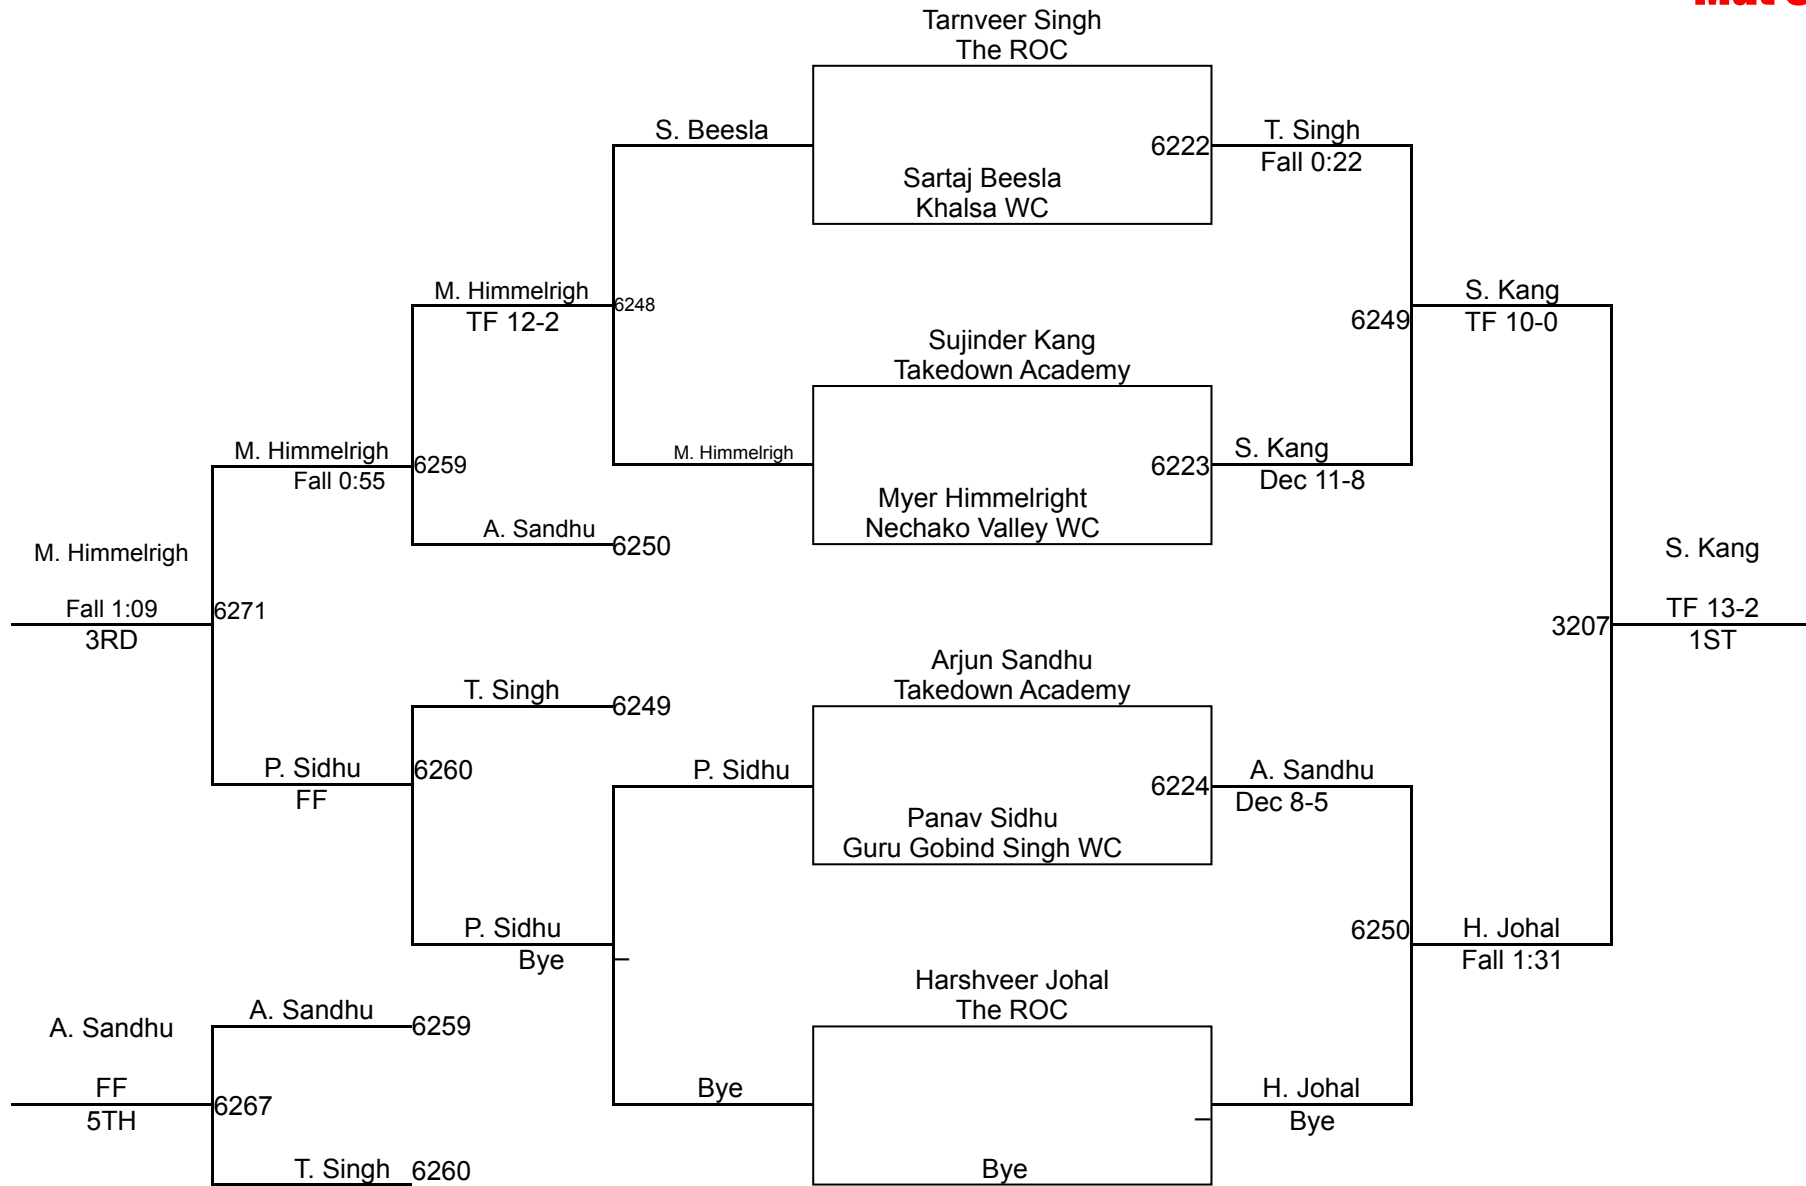 Tarnveer Singh
The ROC
S. Beesla
6222
T. Singh
Fall 0:22
Sartaj Beesla
Khalsa WC
M. Himmelrigh
TF 12-2
6248
6249
S. Kang
TF 10-0
Sujinder Kang
Takedown Academy
M. Himmelrigh
Fall 0:55
6259
M. Himmelrigh
6223
S. Kang
Dec 11-8
Myer Himmelright
Nechako Valley WC
A. Sandhu
6250
M. Himmelrigh
Fall 1:09
3RD
6271
S. Kang
TF 13-2
1ST
3207
Arjun Sandhu
Takedown Academy
T. Singh
6249
P. Sidhu
FF
6260
P. Sidhu
6224
A. Sandhu
Dec 8-5
Panav Sidhu
Guru Gobind Singh WC
P. Sidhu
Bye
6250
H. Johal
Fall 1:31
Harshveer Johal
The ROC
A. Sandhu
FF
5TH
A. Sandhu
6259
6267
Bye
H. Johal
Bye
T. Singh
6260
Bye